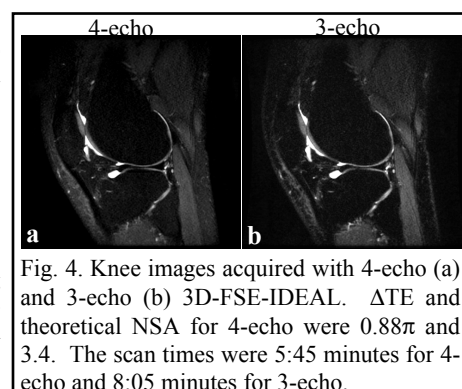 4-echo 3-echo
a b
Fig. 4. Knee images acquired with 4-echo (a)
and 3-echo (b) 3D-FSE-IDEAL. ΔTE and
theoretical NSA for 4-echo were 0.88π and
3.4. The scan times were 5:45 minutes for 4-
echo and 8:05 minutes for 3-echo.